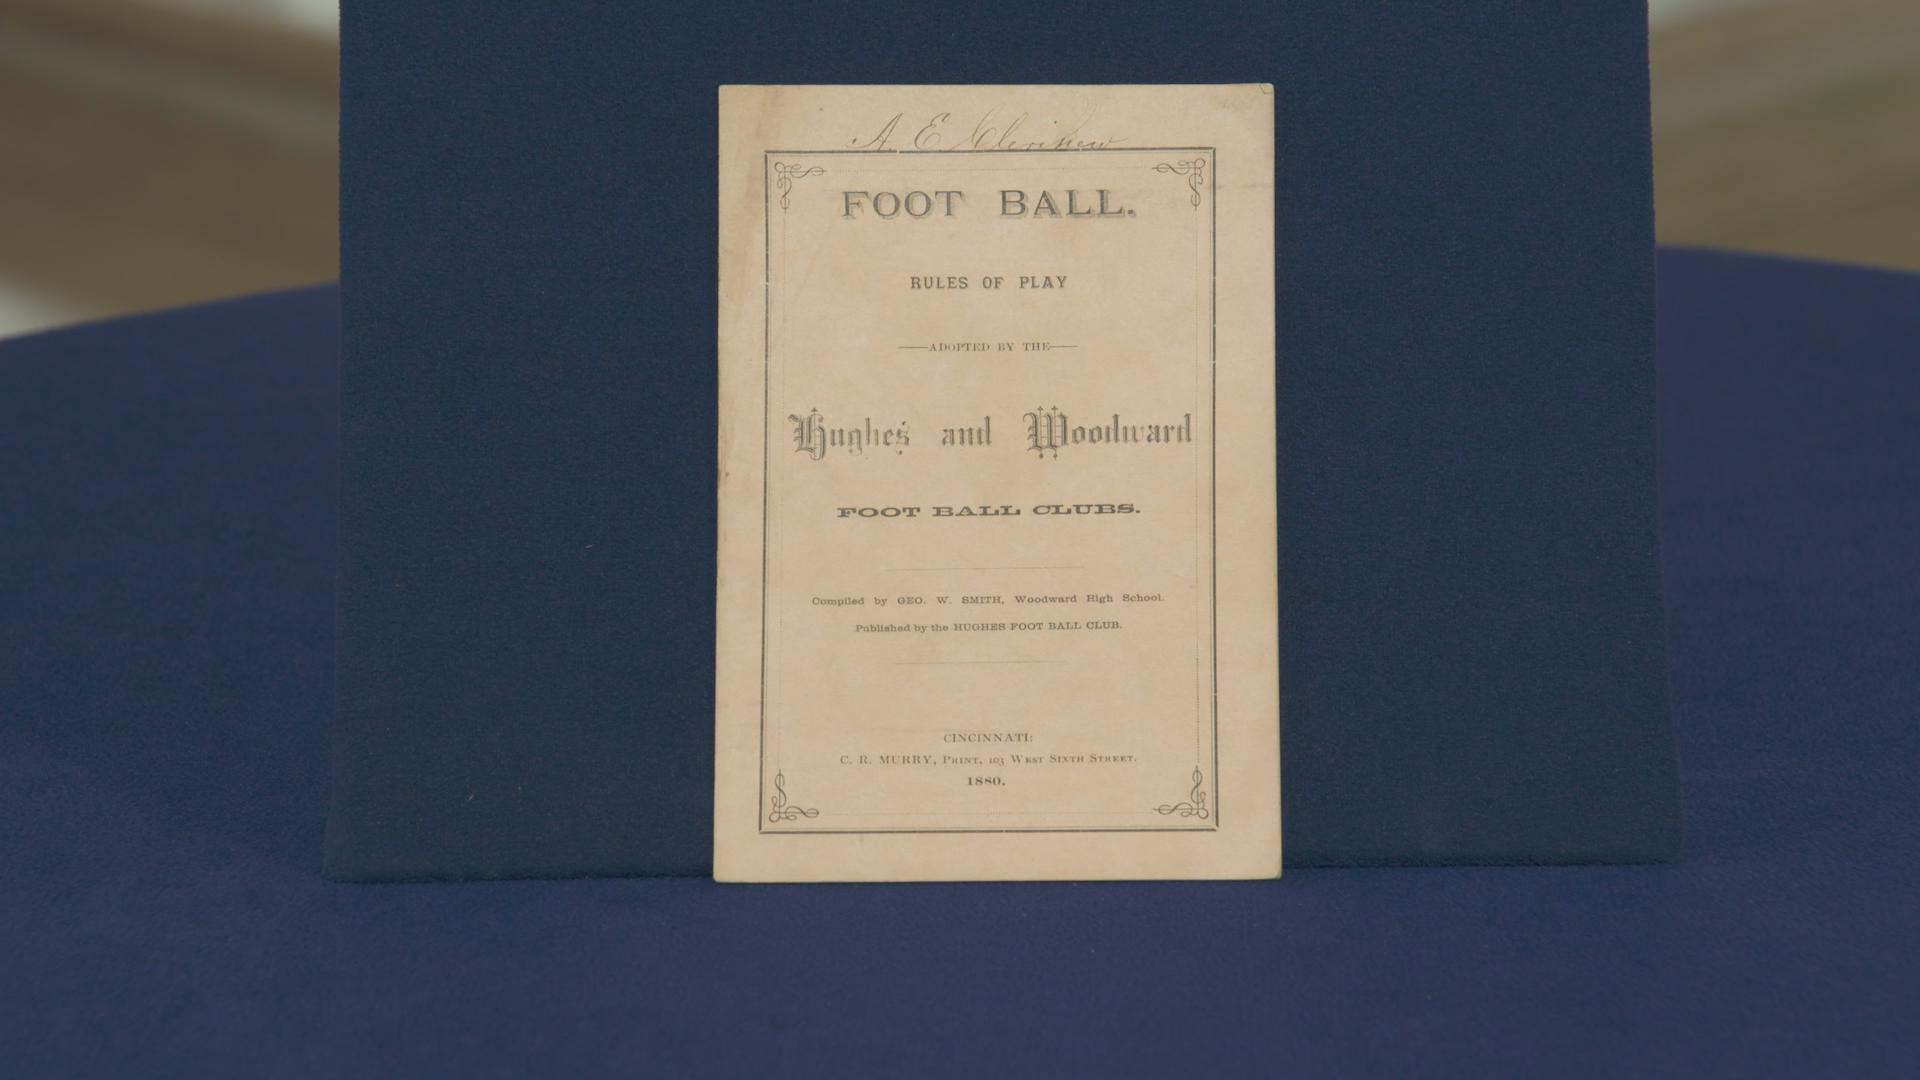 A. E.
FOOT BALL.
RULES OF PLAY
ADOPTED BY THE
Hughes and Woodward
FOOT BALL CLUBS.
Compiled by GEO. W. SMITH, Woodward High School.
Published by the HUGHES FOOT BALL CLUB.
CINCINNATI:
C. R. MURRY, PRINT, 103 WEST SIXTH STREET.
1880.